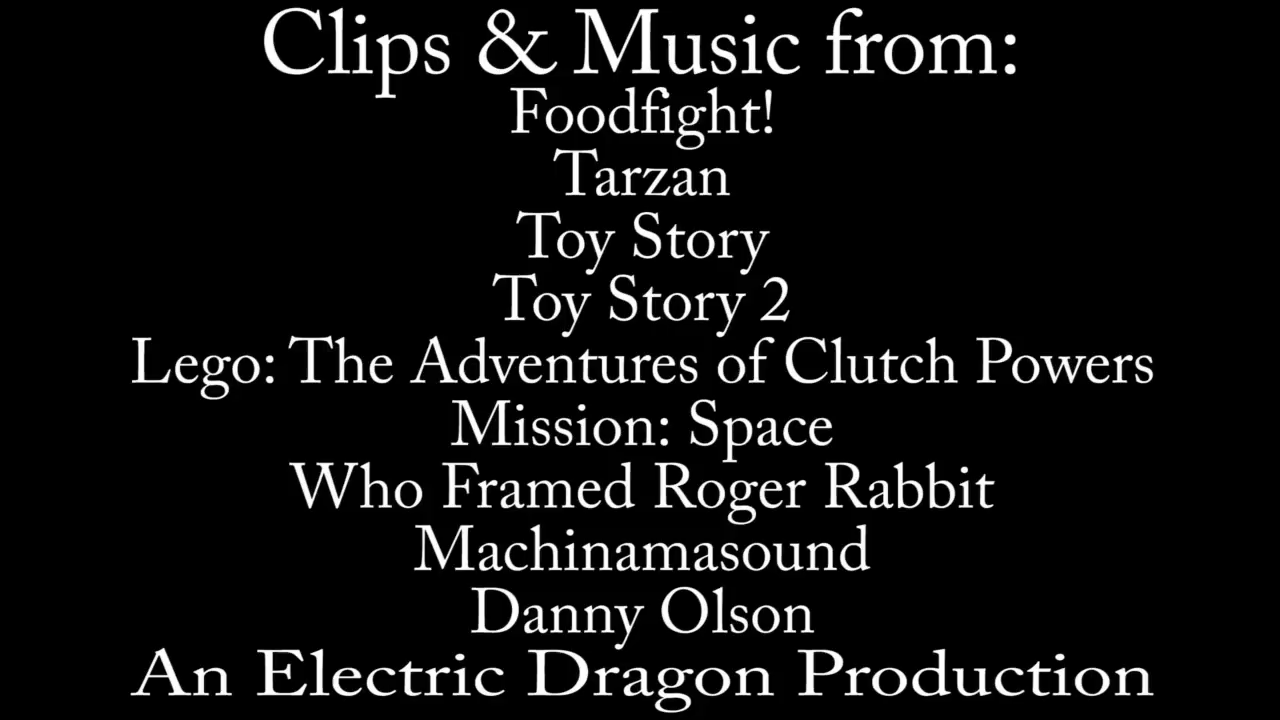 Clips & Music from:
Foodfight!
Tarzan
Toy Story
Toy Story 2
Lego: The Adventures of Clutch Powers
Mission: Space
Who Framed Roger Rabbit
Machinamasound
Danny Olson
An Electric Dragon Production